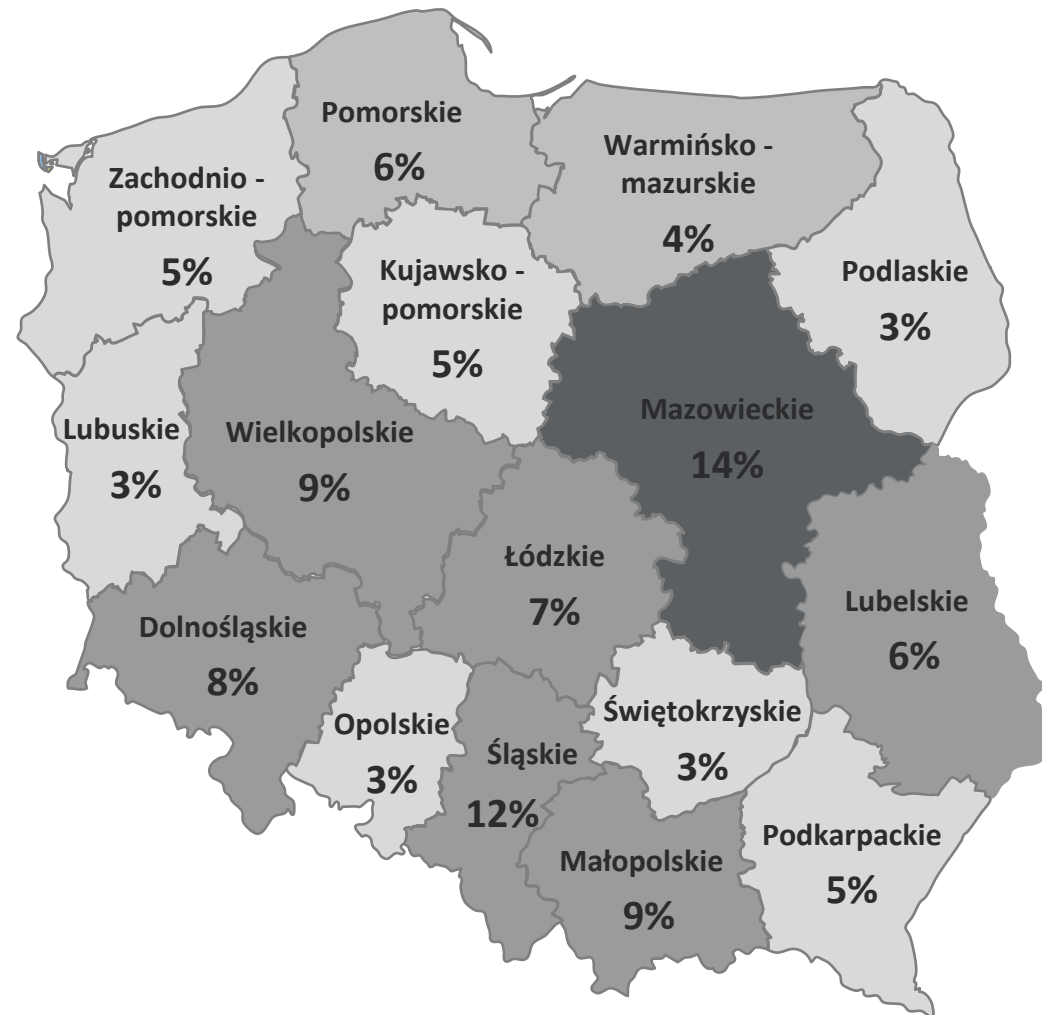 Pomorskie
6%
Warmińsko -
mazurskie
4%
Zachodnio -
pomorskie
5%
Kujawsko -
pomorskie
5%
Podlaskie
3%
Mazowieckie
14%
Lubuskie
3%
Wielkopolskie
9%
Łódzkie
7%
Lubelskie
6%
Dolnośląskie
8%
Opolskie
3%
Śląskie
12%
Świętokrzyskie
3%
Małopolskie
9%
Podkarpackie
5%